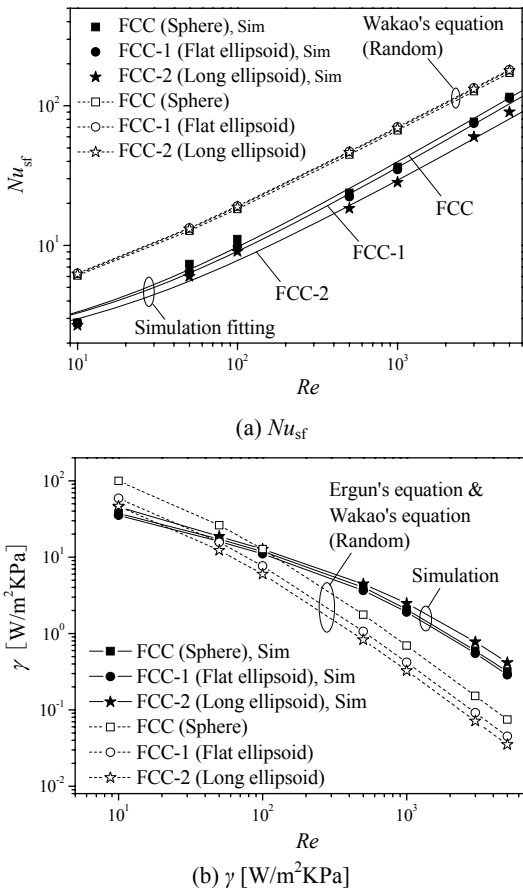 FCC (Sphere), Sim
FCC-1 (Flat ellipsoid), Sim
FCC-2 (Long ellipsoid), Sim
FCC (Sphere)
FCC-1 (Flat ellipsoid)
FCC-2 (Long ellipsoid)
Wakao's equation
(Random)
FCC
FCC-1
FCC-2
Simulation fitting
10²
10¹
Nu_sf
10¹ 10² 10³
Re
(a) Nu_sf
10²
10¹
10⁰
10⁻¹
10⁻²
γ [W/m²KPa]
Ergun's equation &
Wakao's equation
(Random)
Simulation
FCC (Sphere), Sim
FCC-1 (Flat ellipsoid), Sim
FCC-2 (Long ellipsoid), Sim
FCC (Sphere)
FCC-1 (Flat ellipsoid)
FCC-2 (Long ellipsoid)
10¹ 10² 10³
Re
(b) γ [W/m²KPa]